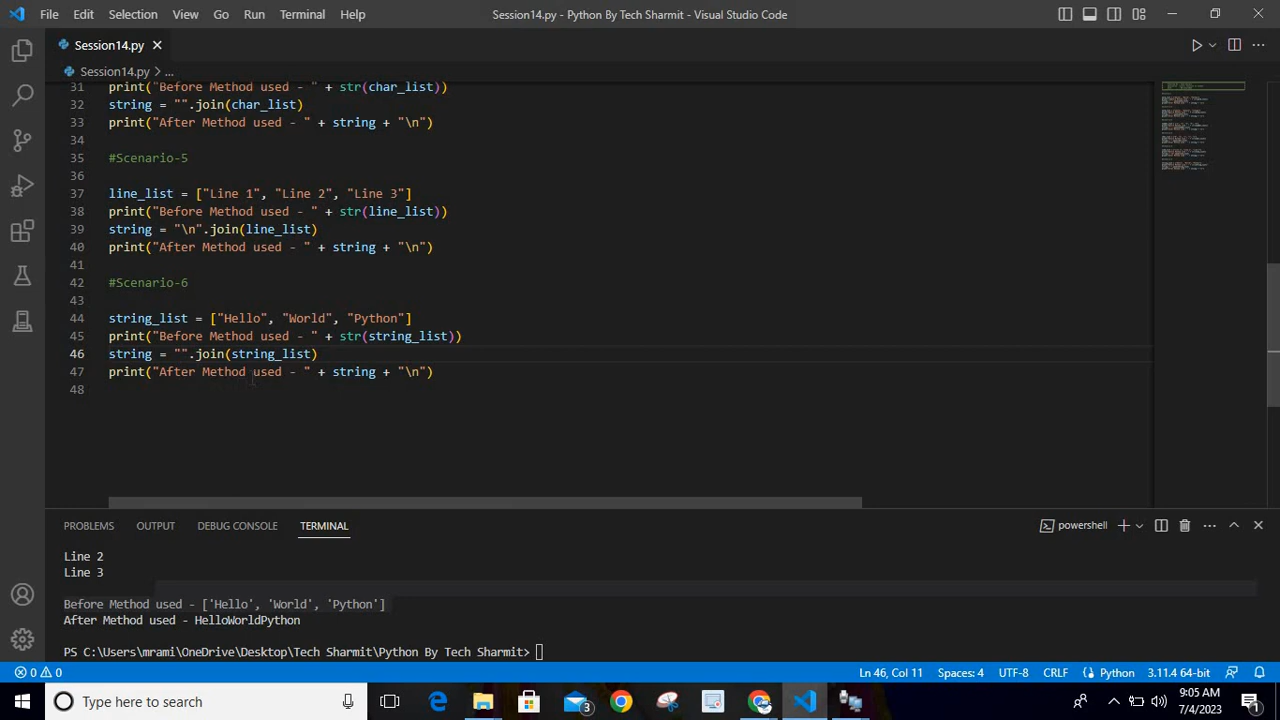 File Edit Selection View Go Run Terminal Help Session14.py - Python By Tech Sharmit - Visual Studio Code
Session14.py
Session14.py > ...
31 print("Before Method used - " + str(char_list))
32 string = "".join(char_list)
33 print("After Method used - " + string + "\n")
34
35 #Scenario-5
36
37 line_list = ["Line 1", "Line 2", "Line 3"]
38 print("Before Method used - " + str(line_list))
39 string = "\n".join(line_list)
40 print("After Method used - " + string + "\n")
41
42 #Scenario-6
43
44 string_list = ["Hello", "World", "Python"]
45 print("Before Method used - " + str(string_list))
46 string = "".join(string_list)
47 print("After Method used - " + string + "\n")
48
PROBLEMS OUTPUT DEBUG CONSOLE TERMINAL powershell
Line 2
Line 3
Before Method used - ['Hello', 'World', 'Python']
After Method used - HelloWorldPython
PS C:\Users\mrami\OneDrive\Desktop\Tech Sharmit\Python By Tech Sharmit>
0 0 Ln 46, Col 11 Spaces: 4 UTF-8 CRLF Python 3.11.4 64-bit
Type here to search 3 9:05 AM 1
7/4/2023